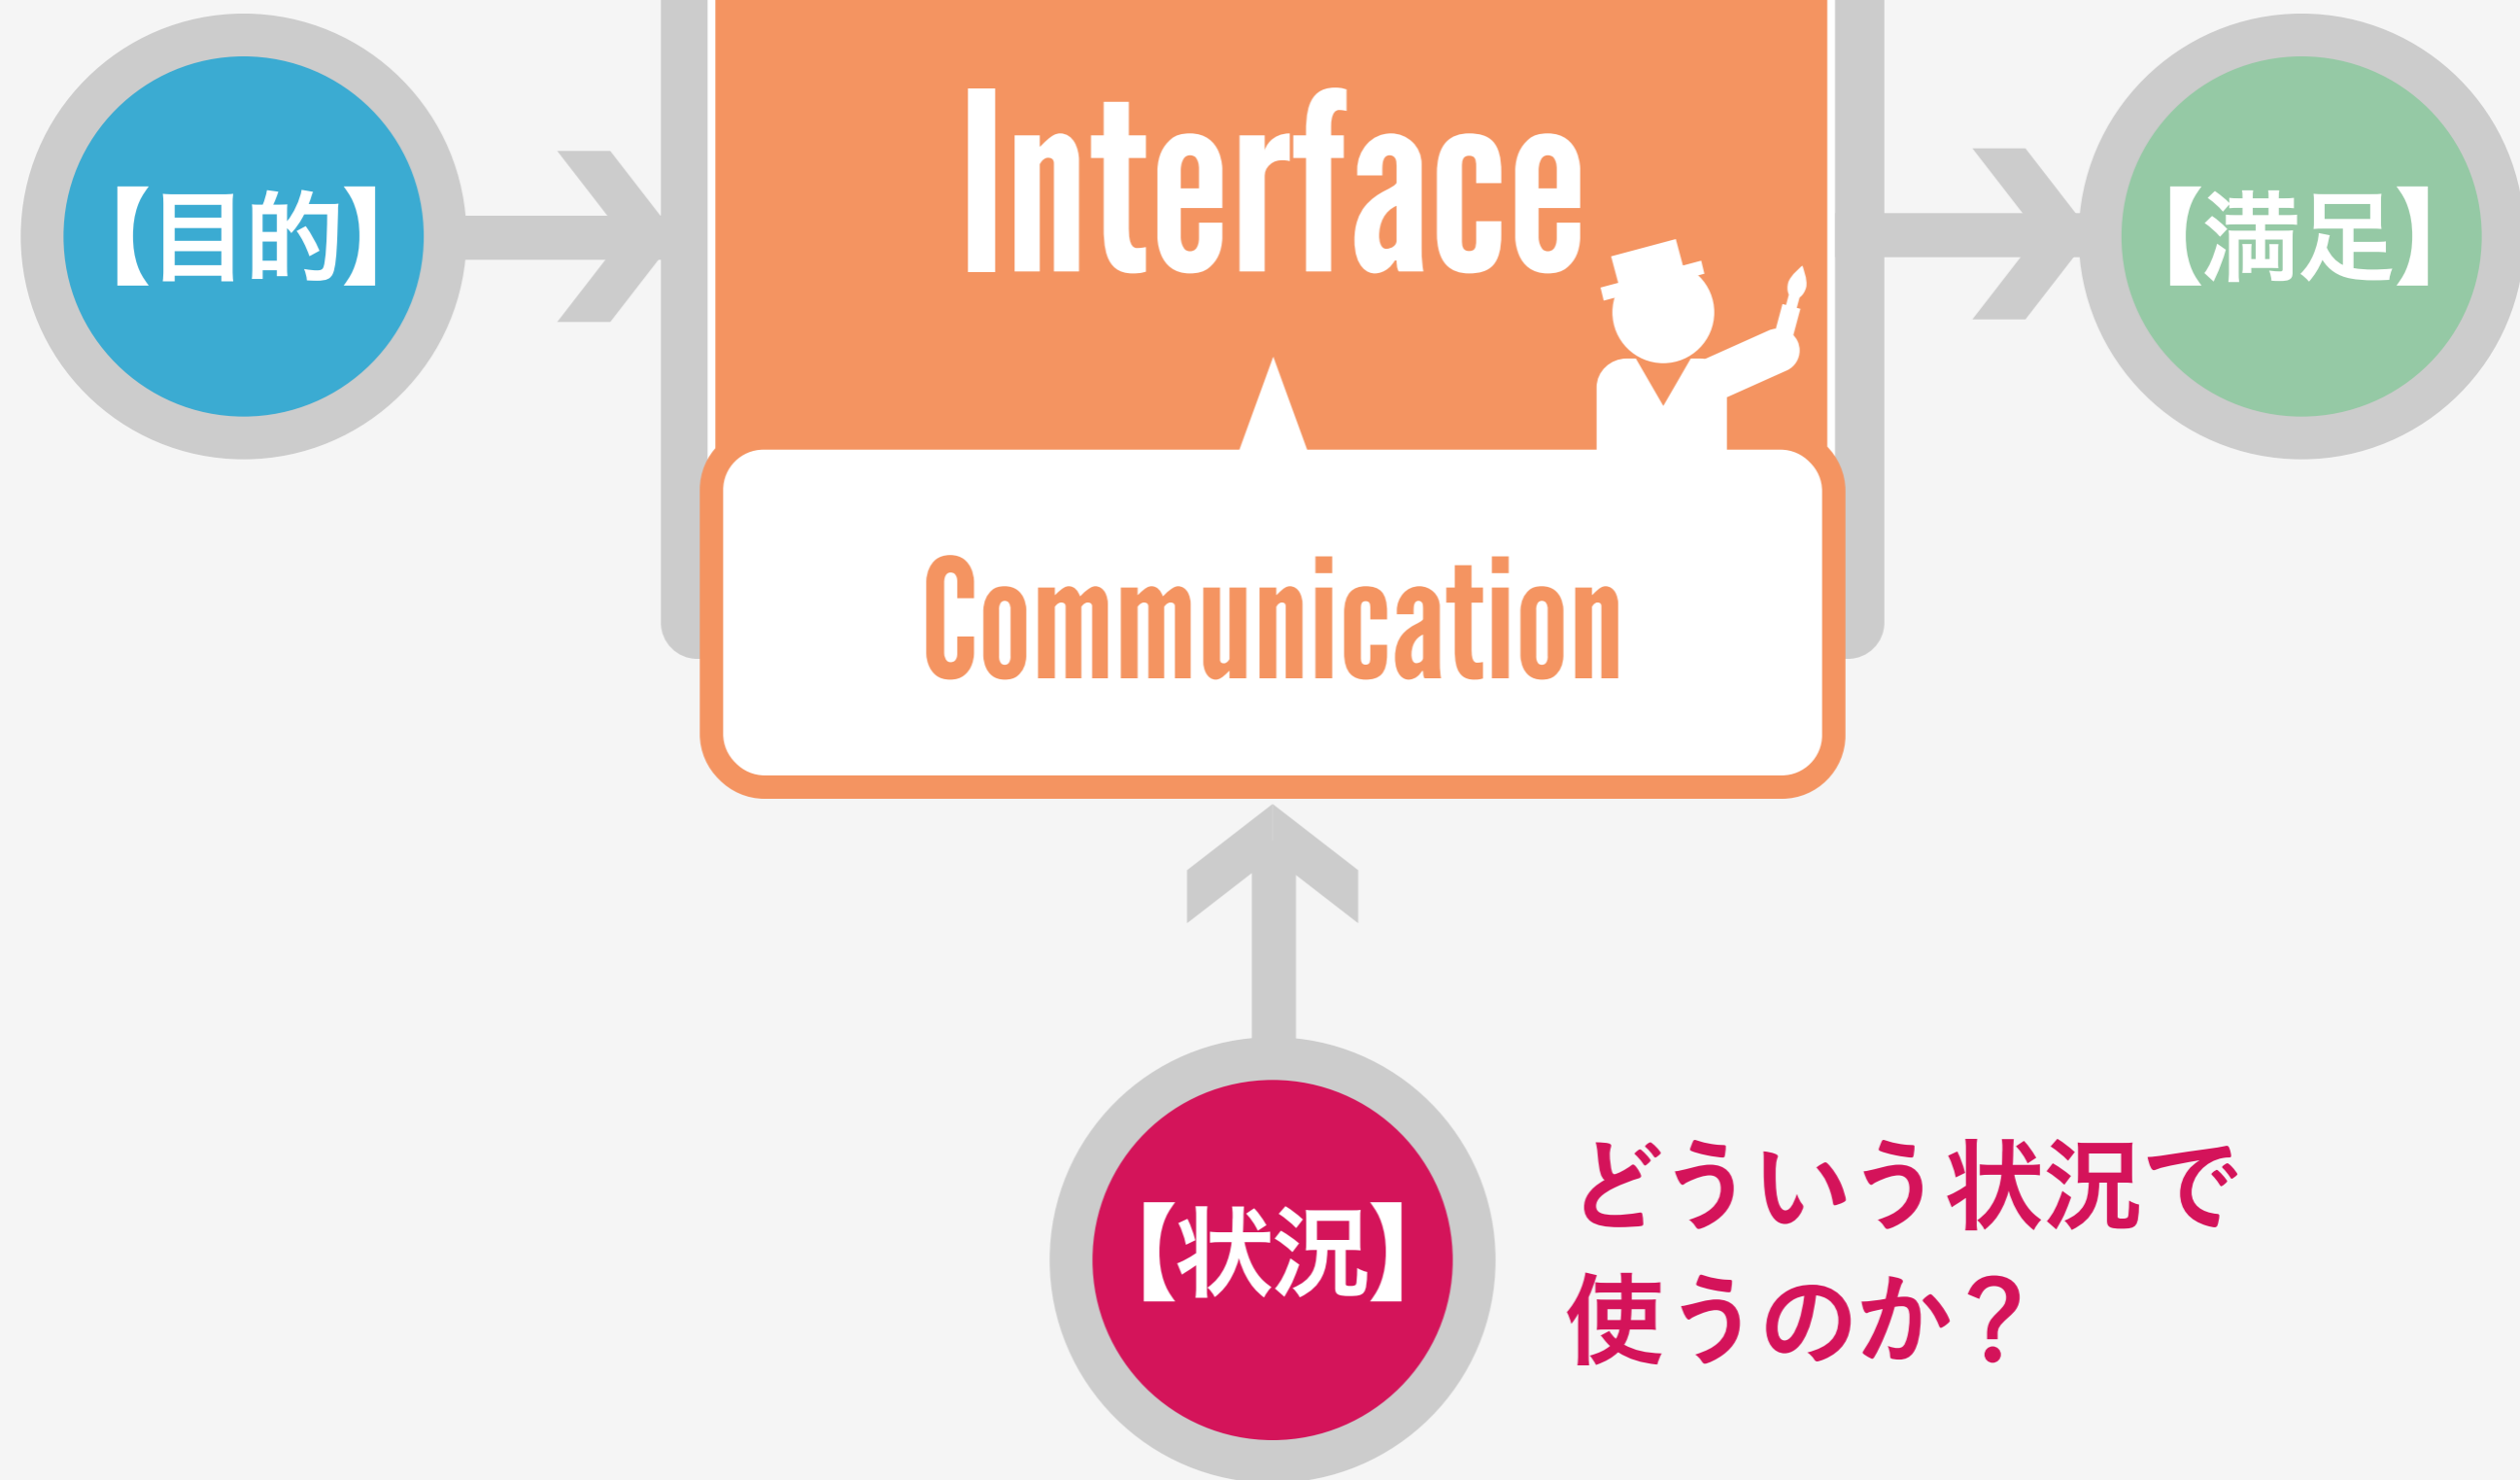 【目的】
Interface
【満足】
Communication
【状況】
どういう状況で
使うのか？